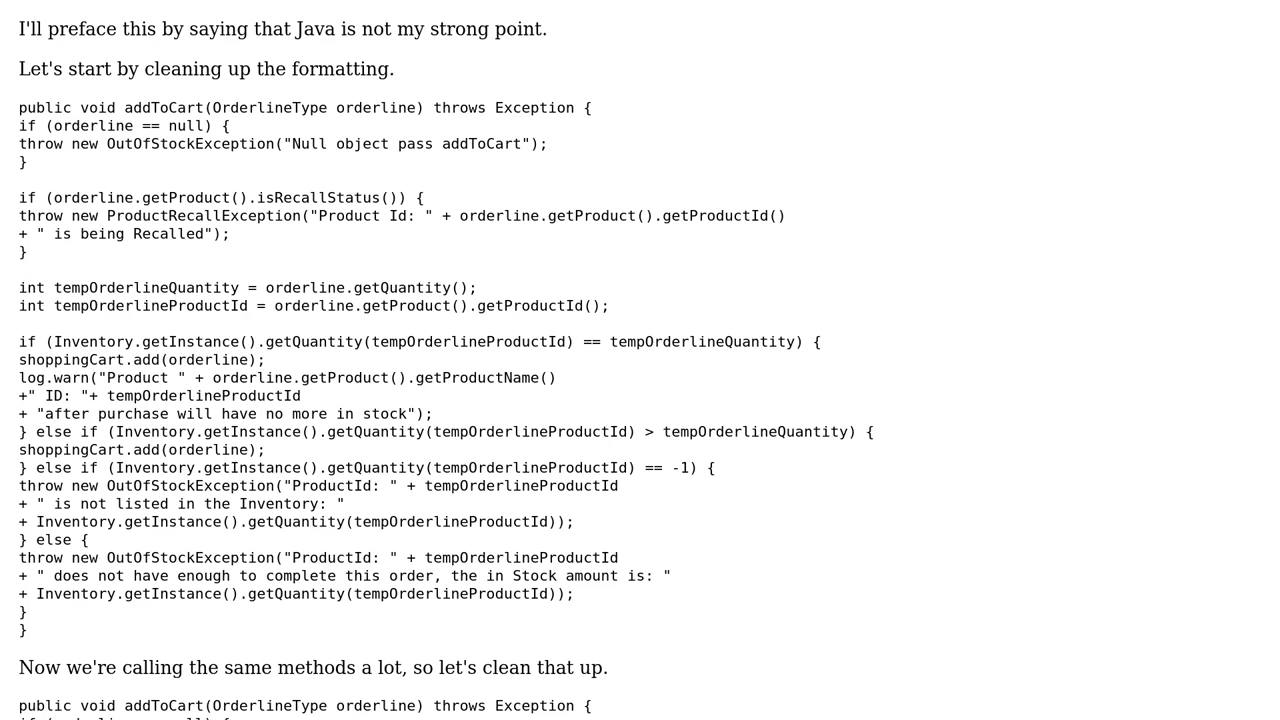 I'll preface this by saying that Java is not my strong point.
Let's start by cleaning up the formatting.
public void addToCart(OrderlineType orderline) throws Exception {
if (orderline == null) {
throw new OutOfStockException("Null object pass addToCart");
}
if (orderline.getProduct().isRecallStatus()) {
throw new ProductRecallException("Product Id: " + orderline.getProduct().getProductId()
+ " is being Recalled");
}
int tempOrderlineQuantity = orderline.getQuantity();
int tempOrderlineProductId = orderline.getProduct().getProductId();
if (Inventory.getInstance().getQuantity(tempOrderlineProductId) == tempOrderlineQuantity) {
shoppingCart.add(orderline);
log.warn("Product " + orderline.getProduct().getProductName()
+" ID: "+ tempOrderlineProductId
+ "after purchase will have no more in stock");
} else if (Inventory.getInstance().getQuantity(tempOrderlineProductId) > tempOrderlineQuantity) {
shoppingCart.add(orderline);
} else if (Inventory.getInstance().getQuantity(tempOrderlineProductId) == -1) {
throw new OutOfStockException("ProductId: " + tempOrderlineProductId
+ " is not listed in the Inventory: "
+ Inventory.getInstance().getQuantity(tempOrderlineProductId));
} else {
throw new OutOfStockException("ProductId: " + tempOrderlineProductId
+ " does not have enough to complete this order, the in Stock amount is: "
+ Inventory.getInstance().getQuantity(tempOrderlineProductId));
}
}
Now we're calling the same methods a lot, so let's clean that up.
public void addToCart(OrderlineType orderline) throws Exception {